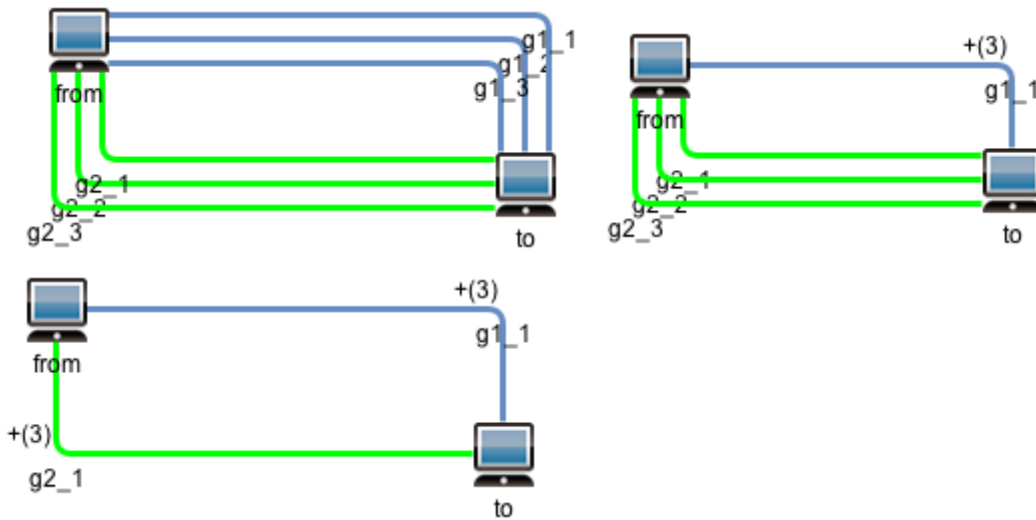 g1_1
g1_2
g1_3
from
g2_1
g2_2
g2_3
to
+(3)
g1_1
from
g2_1
g2_2
g2_3
to
+(3)
g1_1
from
+(3)
g2_1
to